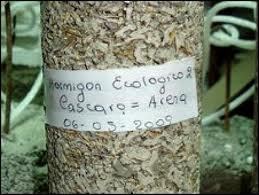 Hormigon Ecologico 2
Cascara = Arena
06-05-2009